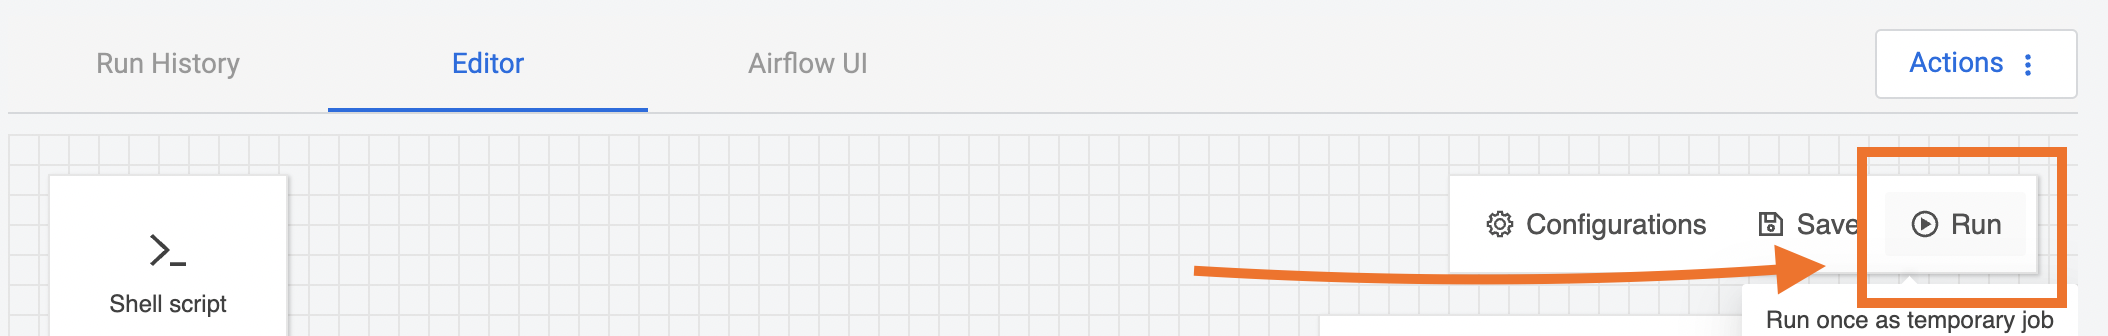 Run History Editor Airflow UI Actions
Configurations Save Run
Shell script
Run once as temporary job